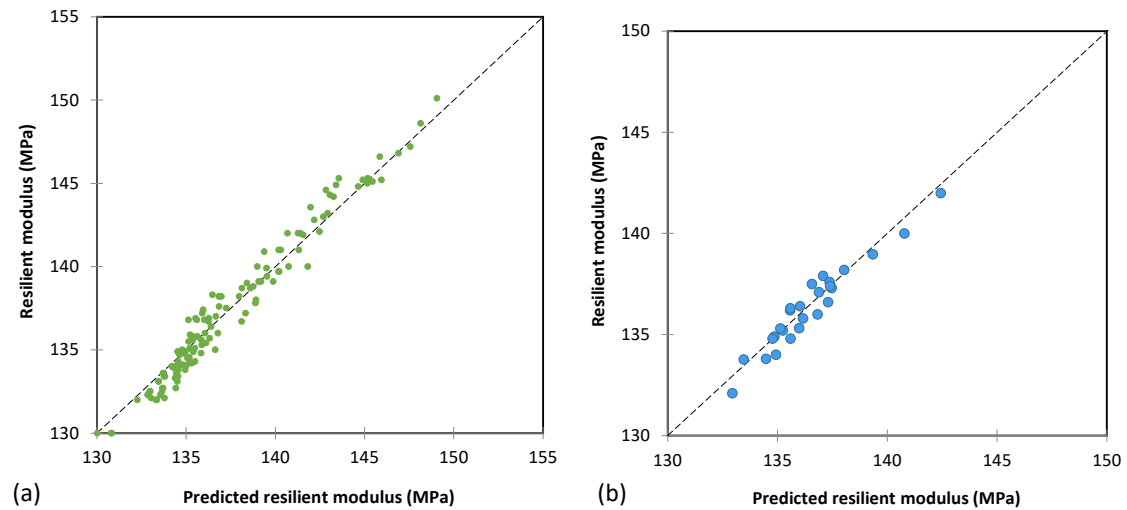 155
150
145
140
135
130
Resilient modulus (MPa)
130 135 140 145 150 155
(a) Predicted resilient modulus (MPa)
150
145
140
135
130
Resilient modulus (MPa)
130 135 140 145 150
(b) Predicted resilient modulus (MPa)